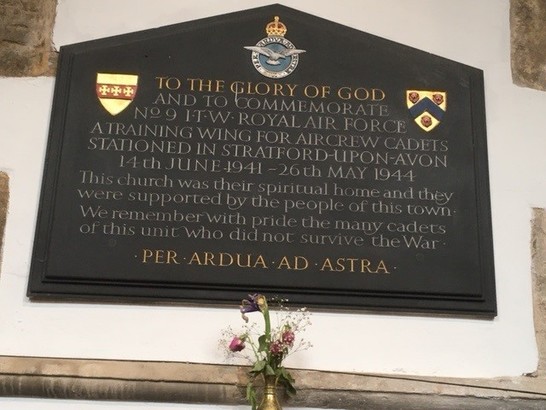 TO THE GLORY OF GOD
AND TO COMMEMORATE
No 9 I·T·W· ROYAL AIR FORCE
A TRAINING WING FOR AIRCREW CADETS
STATIONED IN STRATFORD-UPON-AVON
14th JUNE 1941 - 26th MAY 1944
This church was their spiritual home and they
were supported by the people of this town·
We remember with pride the many cadets
of this unit who did not survive the War·
·PER·ARDUA·AD·ASTRA·